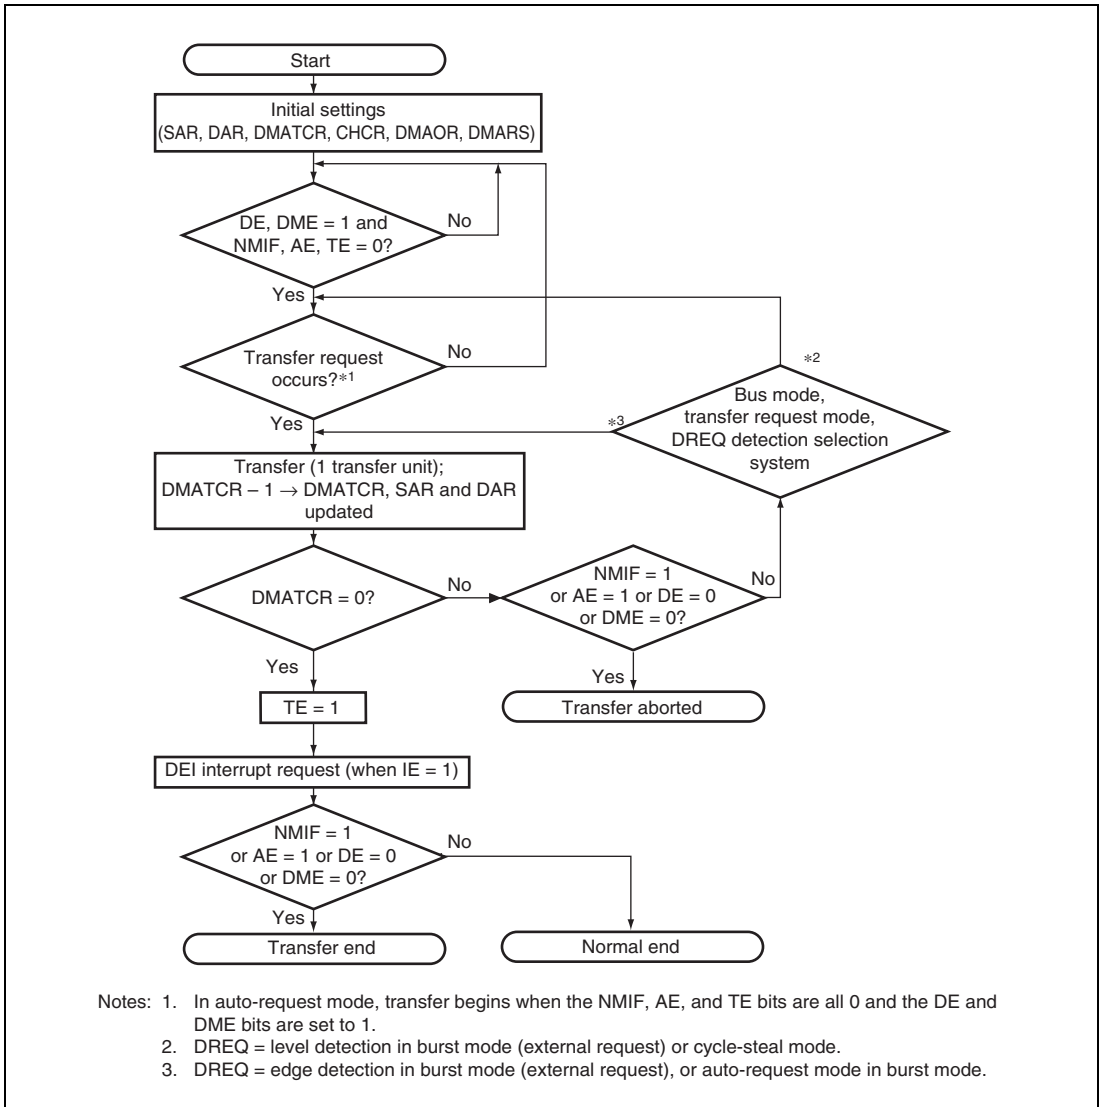 Start
Initial settings
(SAR, DAR, DMATCR, CHCR, DMAOR, DMARS)
DE, DME = 1 and
NMIF, AE, TE = 0?
No
Yes
Transfer request
occurs?*1
No
Yes
*2
Bus mode,
transfer request mode,
DREQ detection selection
system
*3
Transfer (1 transfer unit);
DMATCR – 1 → DMATCR, SAR and DAR
updated
DMATCR = 0?
No
NMIF = 1
or AE = 1 or DE = 0
or DME = 0?
No
Yes
Yes
Transfer aborted
TE = 1
DEI interrupt request (when IE = 1)
NMIF = 1
or AE = 1 or DE = 0
or DME = 0?
No
Yes
Transfer end
Normal end
Notes: 1. In auto-request mode, transfer begins when the NMIF, AE, and TE bits are all 0 and the DE and
DME bits are set to 1.
2. DREQ = level detection in burst mode (external request) or cycle-steal mode.
3. DREQ = edge detection in burst mode (external request), or auto-request mode in burst mode.